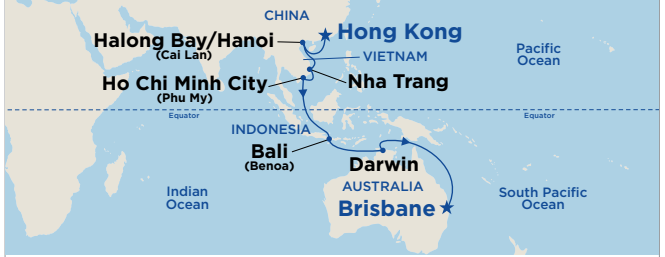 CHINA
Hong Kong
Halong Bay/Hanoi
(Cai Lan)
VIETNAM
Pacific
Ocean
Ho Chi Minh City
(Phu My)
Nha Trang
Equator
Equator
INDONESIA
Bali
(Benoa)
Darwin
AUSTRALIA
Brisbane
Indian
Ocean
South Pacific
Ocean